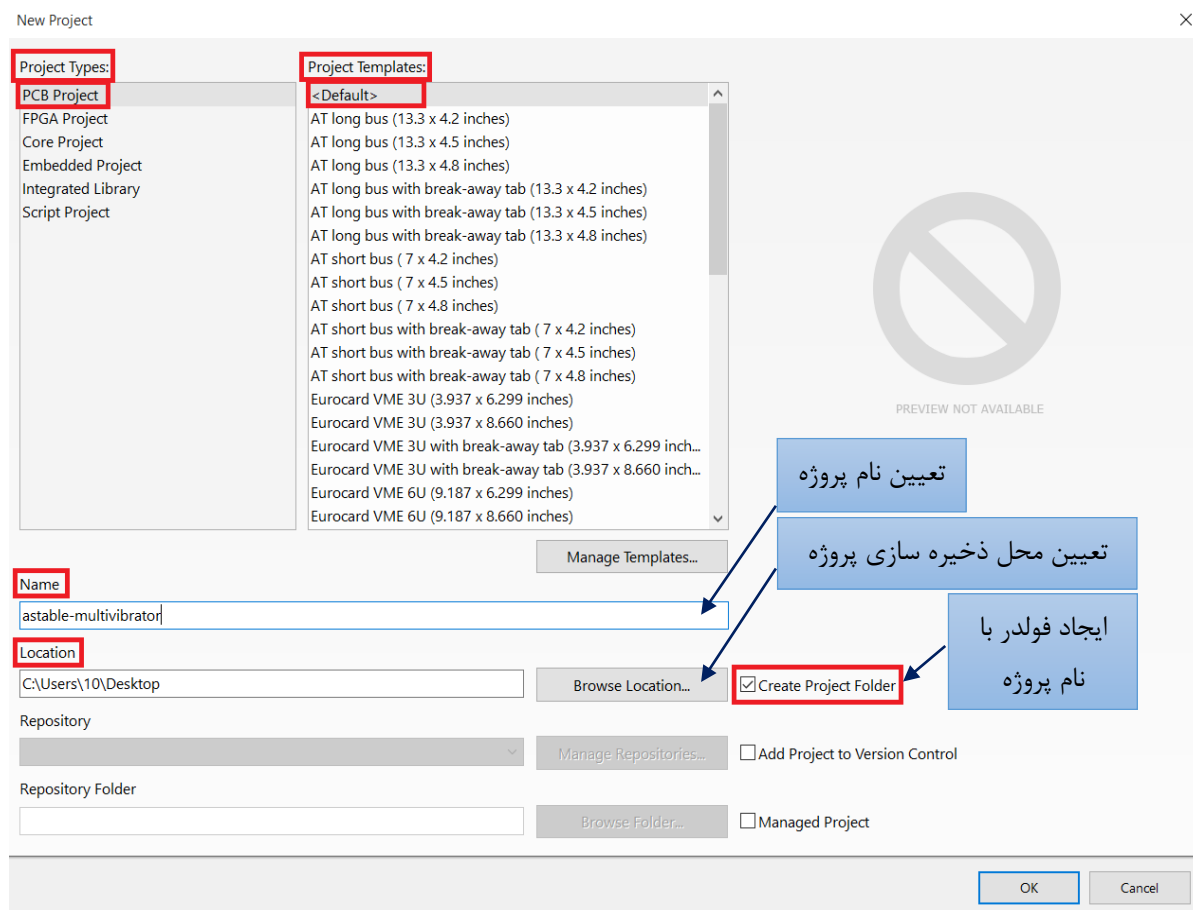 New Project
Project Types:
PCB Project
FPGA Project
Core Project
Embedded Project
Integrated Library
Script Project
Project Templates:
<Default>
AT long bus (13.3 x 4.2 inches)
AT long bus (13.3 x 4.5 inches)
AT long bus (13.3 x 4.8 inches)
AT long bus with break-away tab (13.3 x 4.2 inches)
AT long bus with break-away tab (13.3 x 4.5 inches)
AT long bus with break-away tab (13.3 x 4.8 inches)
AT short bus ( 7 x 4.2 inches)
AT short bus ( 7 x 4.5 inches)
AT short bus ( 7 x 4.8 inches)
AT short bus with break-away tab ( 7 x 4.2 inches)
AT short bus with break-away tab ( 7 x 4.5 inches)
AT short bus with break-away tab ( 7 x 4.8 inches)
Eurocard VME 3U (3.937 x 6.299 inches)
Eurocard VME 3U (3.937 x 8.660 inches)
Eurocard VME 3U with break-away tab (3.937 x 6.299 inch...
Eurocard VME 3U with break-away tab (3.937 x 8.660 inch...
Eurocard VME 6U (9.187 x 6.299 inches)
Eurocard VME 6U (9.187 x 8.660 inches)
PREVIEW NOT AVAILABLE
تعیین نام پروژه
تعیین محل ذخیره سازی پروژه
Manage Templates...
Name
astable-multivibrator
ایجاد فولدر با
نام پروژه
Location
C:\Users\10\Desktop
Browse Location...
Create Project Folder
Repository
Manage Repositories...
Add Project to Version Control
Repository Folder
Browse Folder...
Managed Project
OK
Cancel